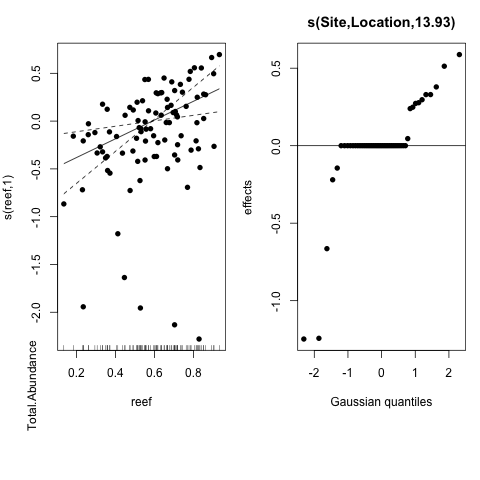 s(Site,Location,13.93)
s(reef,1)
0.5
0.0
-0.5
-1.0
-1.5
-2.0
0.2 0.4 0.6 0.8
reef
Total.Abundance
effects
0.5
0.0
-0.5
-1.0
-2 -1 0 1 2
Gaussian quantiles